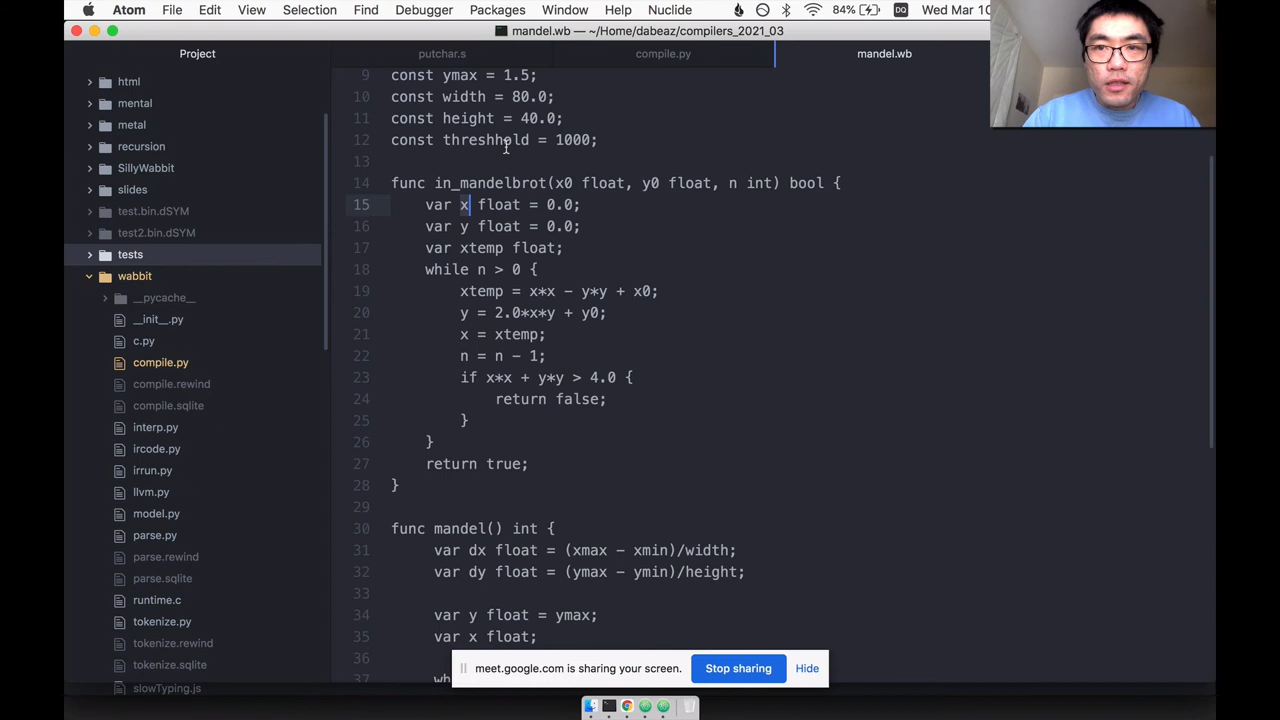 Atom File Edit View Selection Find Debugger Packages Window Help Nuclide 84% DQ Wed Mar 10
mandel.wb — ~/Home/dabeaz/compilers_2021_03
Project
putchar.s compile.py mandel.wb
html
mental
metal
recursion
SillyWabbit
slides
test.bin.dSYM
test2.bin.dSYM
tests
wabbit
__pycache__
__init__.py
c.py
compile.py
compile.rewind
compile.sqlite
interp.py
ircode.py
irrun.py
llvm.py
model.py
parse.py
parse.rewind
parse.sqlite
runtime.c
tokenize.py
tokenize.rewind
tokenize.sqlite
slowTyping.js
9 const ymax = 1.5;
10 const width = 80.0;
11 const height = 40.0;
12 const threshhold = 1000;
13
14 func in_mandelbrot(x0 float, y0 float, n int) bool {
15 var x float = 0.0;
16 var y float = 0.0;
17 var xtemp float;
18 while n > 0 {
19 xtemp = x*x - y*y + x0;
20 y = 2.0*x*y + y0;
21 x = xtemp;
22 n = n - 1;
23 if x*x + y*y > 4.0 {
24 return false;
25 }
26 }
27 return true;
28 }
29
30 func mandel() int {
31 var dx float = (xmax - xmin)/width;
32 var dy float = (ymax - ymin)/height;
33
34 var y float = ymax;
35 var x float;
36
37 wh
meet.google.com is sharing your screen. Stop sharing Hide